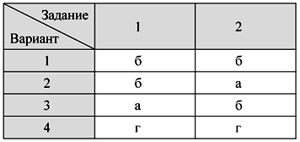 Задание
Вариант 1 2
1 б б
2 б а
3 а б
4 г г